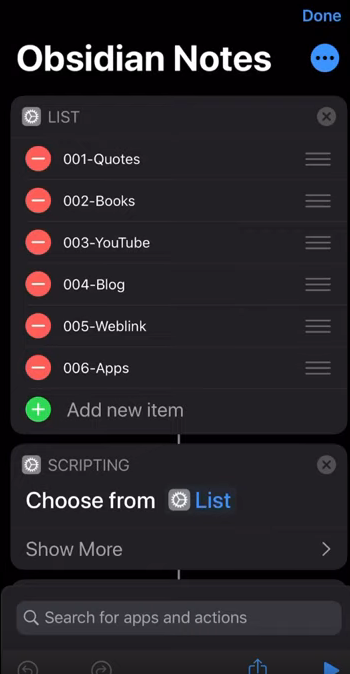 Done
Obsidian Notes
LIST
001-Quotes
002-Books
003-YouTube
004-Blog
005-Weblink
006-Apps
Add new item
SCRIPTING
Choose from List
Show More
Search for apps and actions